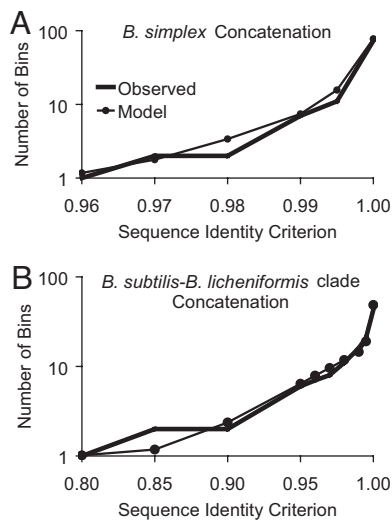 A
B. simplex Concatenation
Number of Bins
100
10
1
Observed
Model
0.96 0.97 0.98 0.99 1.00
Sequence Identity Criterion
B
B. subtilis-B. licheniformis clade
Concatenation
Number of Bins
100
10
1
0.80 0.85 0.90 0.95 1.00
Sequence Identity Criterion